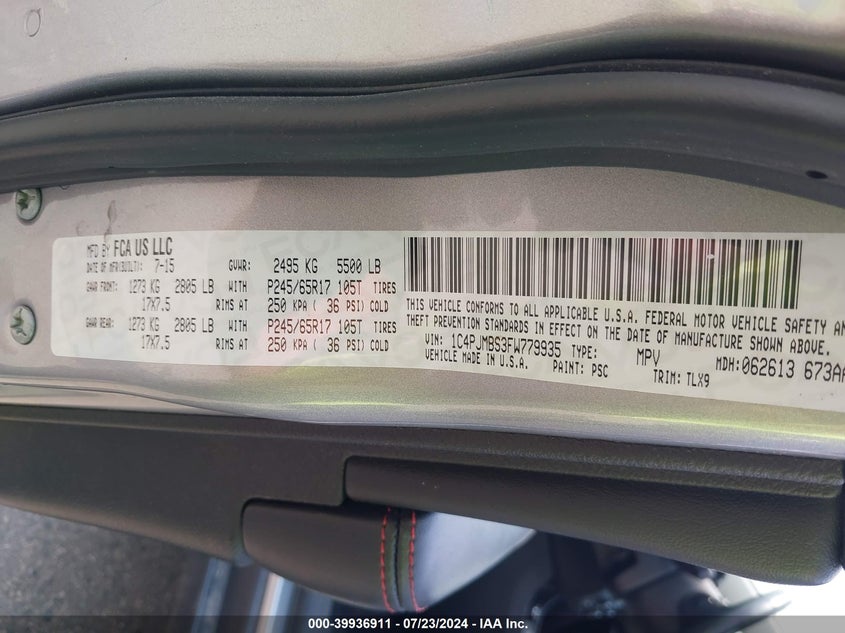 MFD BY FCA US LLC
DATE OF MFR(BUILT): 7-15 GVWR: 2495 KG 5500 LB
GAWR FRONT: 1273 KG 2805 LB WITH P245/65R17 105T TIRES
17X7.5 RIMS AT 250 KPA ( 36 PSI) COLD
GAWR REAR: 1273 KG 2805 LB WITH P245/65R17 105T TIRES
17X7.5 RIMS AT 250 KPA ( 36 PSI) COLD
THIS VEHICLE CONFORMS TO ALL APPLICABLE U.S.A. FEDERAL MOTOR VEHICLE SAFETY AN
THEFT PREVENTION STANDARDS IN EFFECT ON THE DATE OF MANUFACTURE SHOWN ABOVE.
VIN: 1C4PJMBS3FW779935 TYPE: MPV MDH:062613 673AA
VEHICLE MADE IN U.S.A. PAINT: PSC TRIM: TLX9
000-39936911 - 07/23/2024 - IAA Inc.